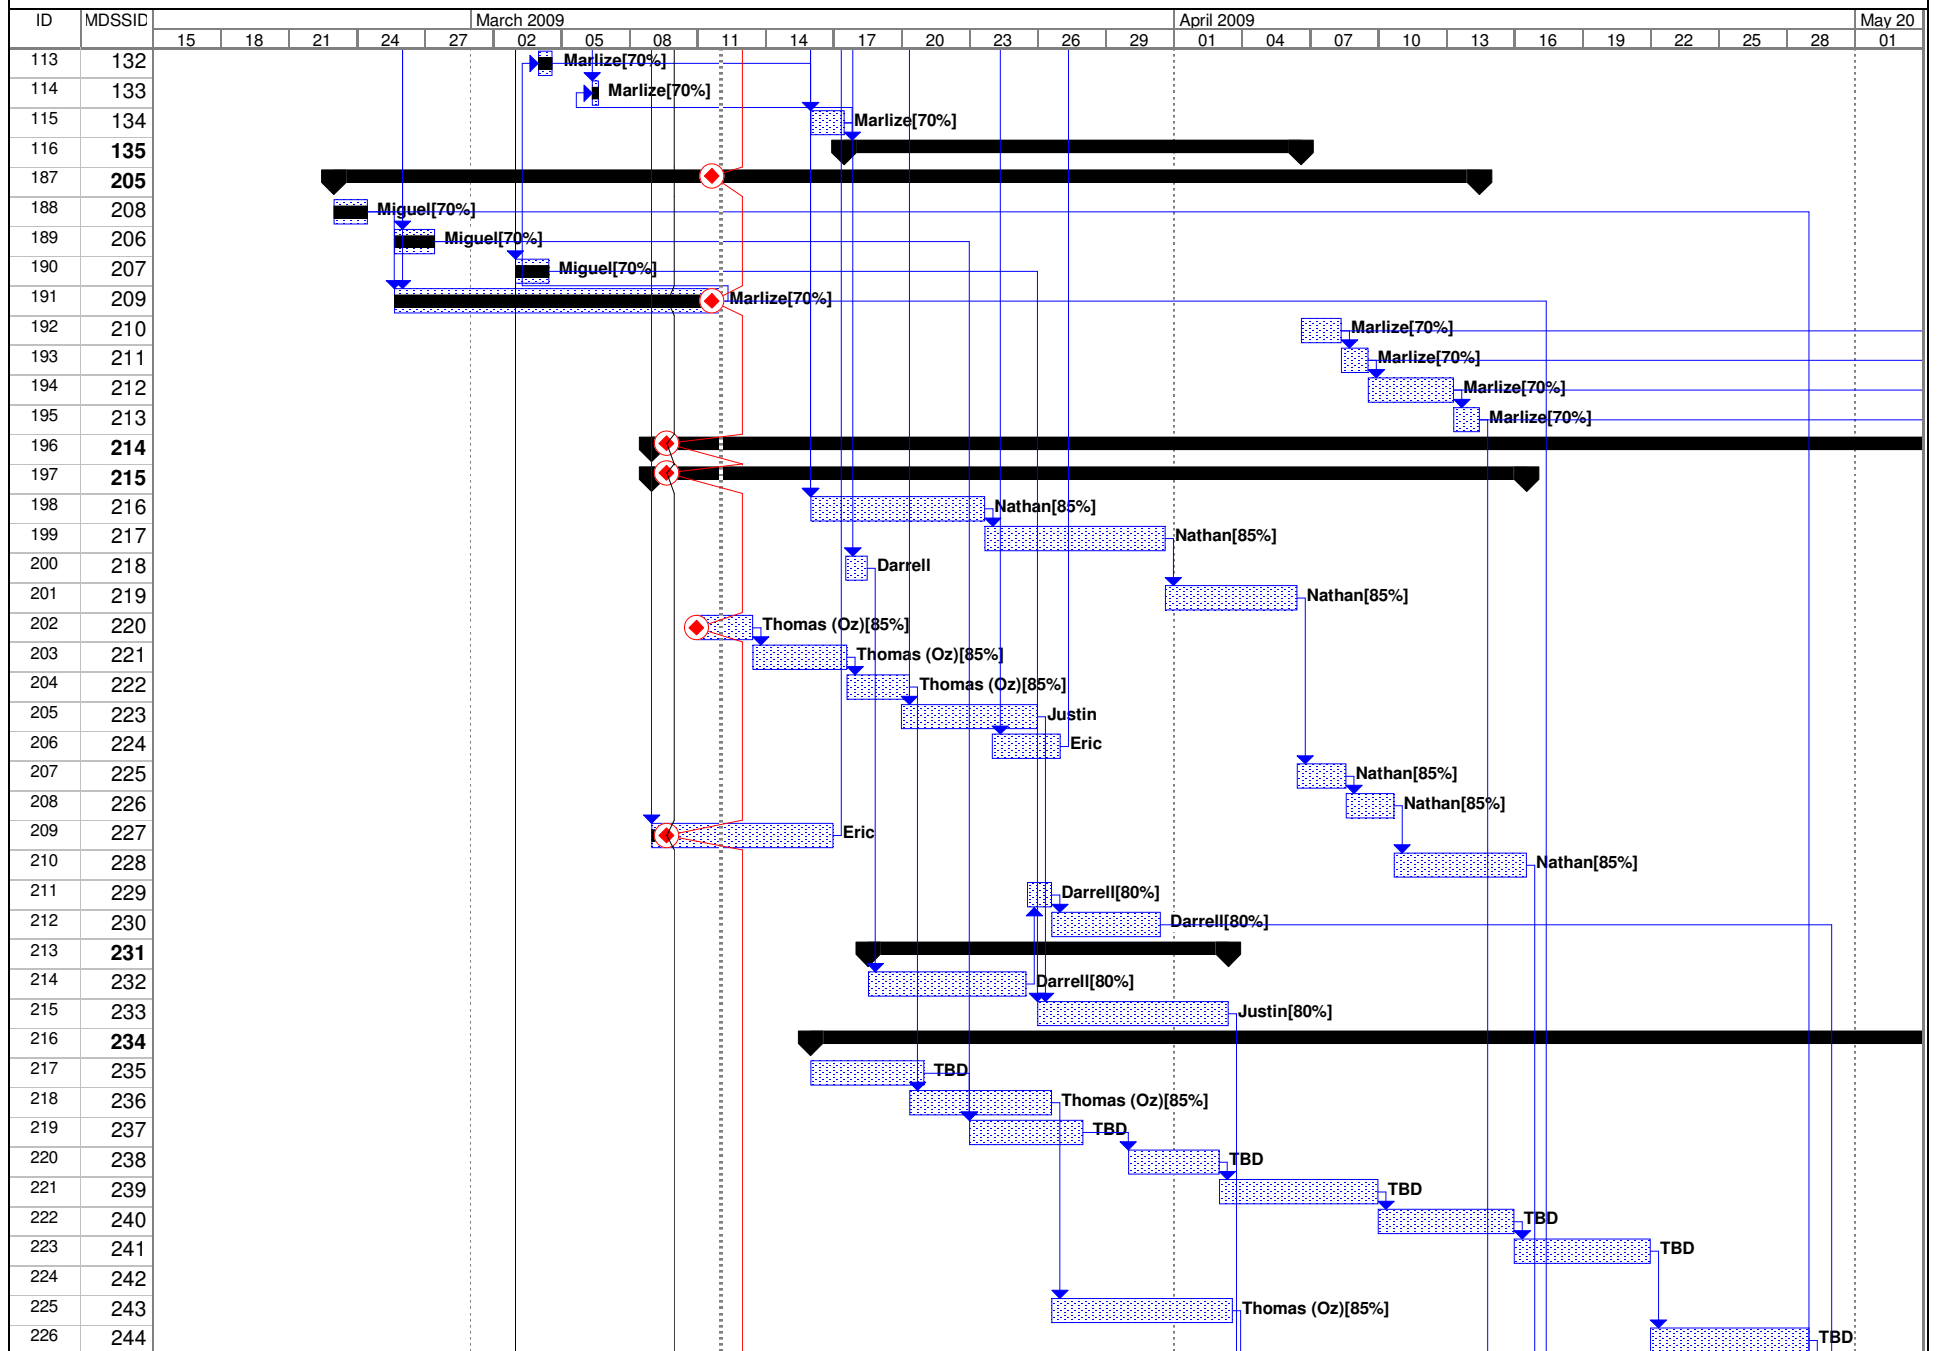 ID MDSSID March 2009 April 2009 May 20
15 18 21 24 27 02 05 08 11 14 17 20 23 26 29 01 04 07 10 13 16 19 22 25 28 01
113 132 Marlize[70%]
114 133 Marlize[70%]
115 134 Marlize[70%]
116 135
187 205
188 208 Miguel[70%]
189 206 Miguel[70%]
190 207 Miguel[70%]
191 209 Marlize[70%]
192 210 Marlize[70%]
193 211 Marlize[70%]
194 212 Marlize[70%]
195 213 Marlize[70%]
196 214
197 215
198 216 Nathan[85%]
199 217 Nathan[85%]
200 218 Darrell
201 219 Nathan[85%]
202 220 Thomas (Oz)[85%]
203 221 Thomas (Oz)[85%]
204 222 Thomas (Oz)[85%]
205 223 Justin
206 224 Eric
207 225 Nathan[85%]
208 226 Nathan[85%]
209 227 Eric
210 228 Nathan[85%]
211 229 Darrell[80%]
212 230 Darrell[80%]
213 231
214 232 Darrell[80%]
215 233 Justin[80%]
216 234
217 235 TBD
218 236 Thomas (Oz)[85%]
219 237 TBD
220 238 TBD
221 239 TBD
222 240 TBD
223 241 TBD
224 242
225 243 Thomas (Oz)[85%]
226 244 TBD